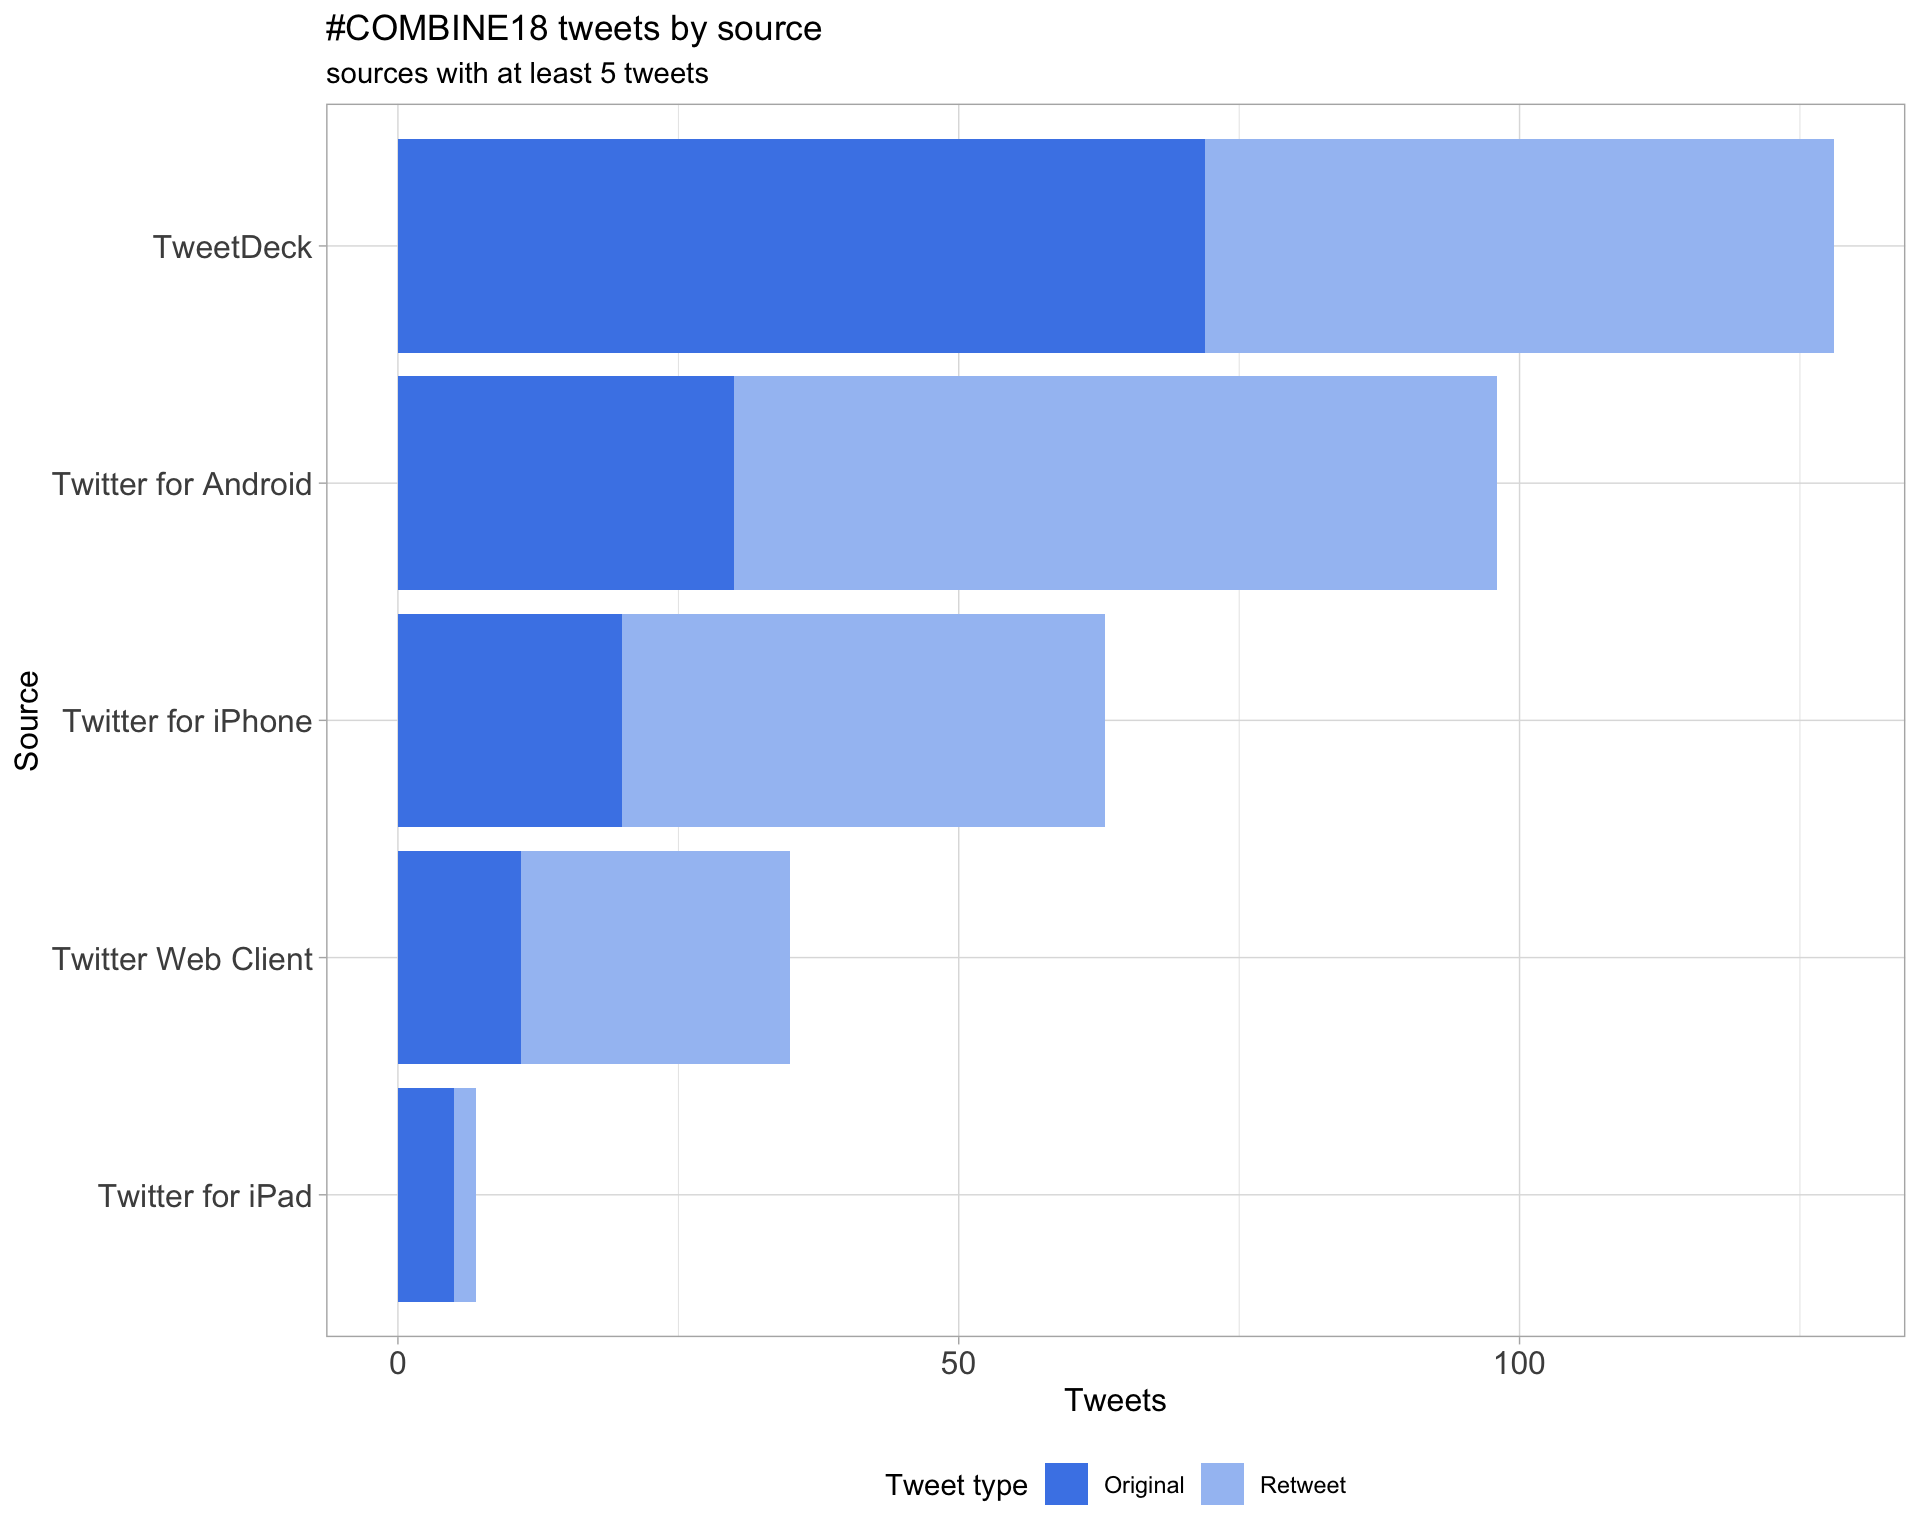 #COMBINE18 tweets by source
sources with at least 5 tweets
Source
TweetDeck
Twitter for Android
Twitter for iPhone
Twitter Web Client
Twitter for iPad
0 50 100
Tweets
Tweet type Original Retweet